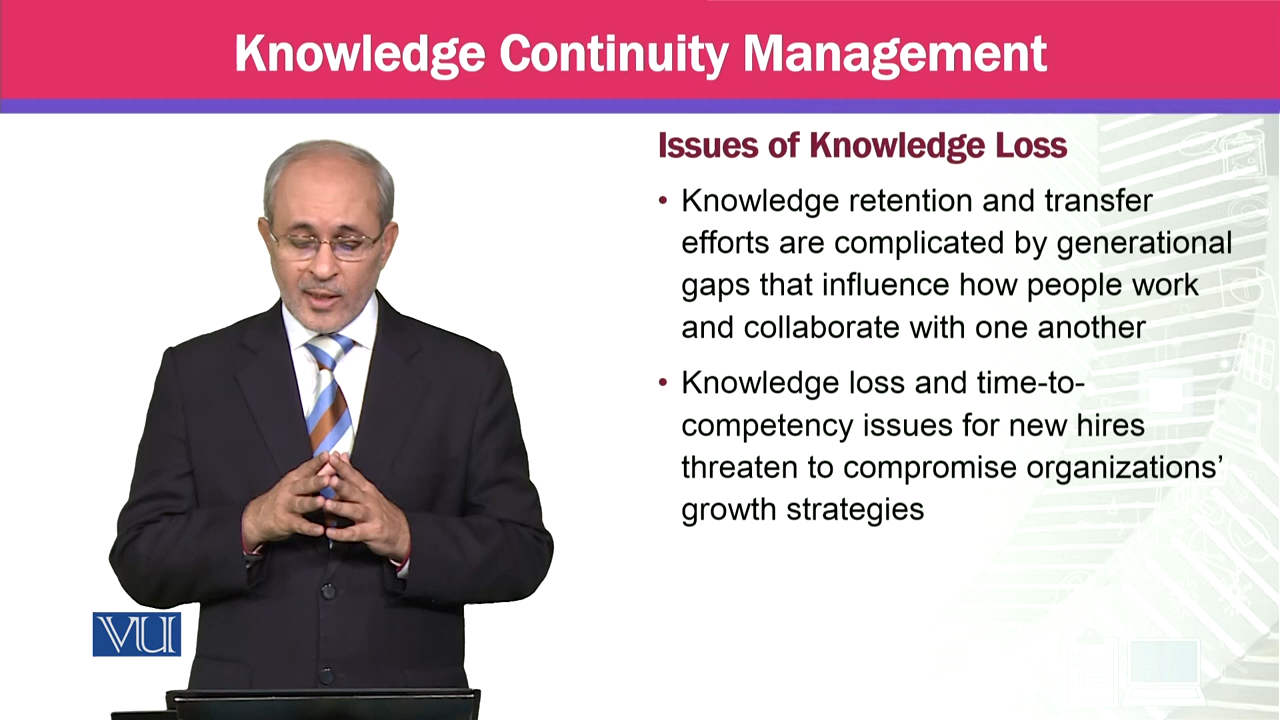 Knowledge Continuity Management
Issues of Knowledge Loss
• Knowledge retention and transfer
efforts are complicated by generational
gaps that influence how people work
and collaborate with one another
• Knowledge loss and time-to-
competency issues for new hires
threaten to compromise organizations’
growth strategies
VU